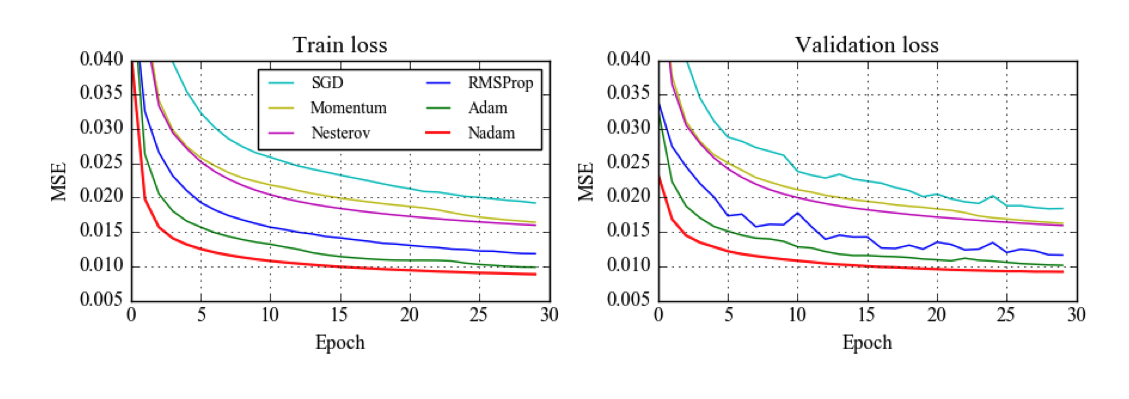 Train loss
0.040
0.035
0.030
0.025
0.020
0.015
0.010
0.005
MSE
SGD
Momentum
Nesterov
RMSProp
Adam
Nadam
0 5 10 15 20 25 30
Epoch
Validation loss
0.040
0.035
0.030
0.025
0.020
0.015
0.010
0.005
MSE
0 5 10 15 20 25 30
Epoch